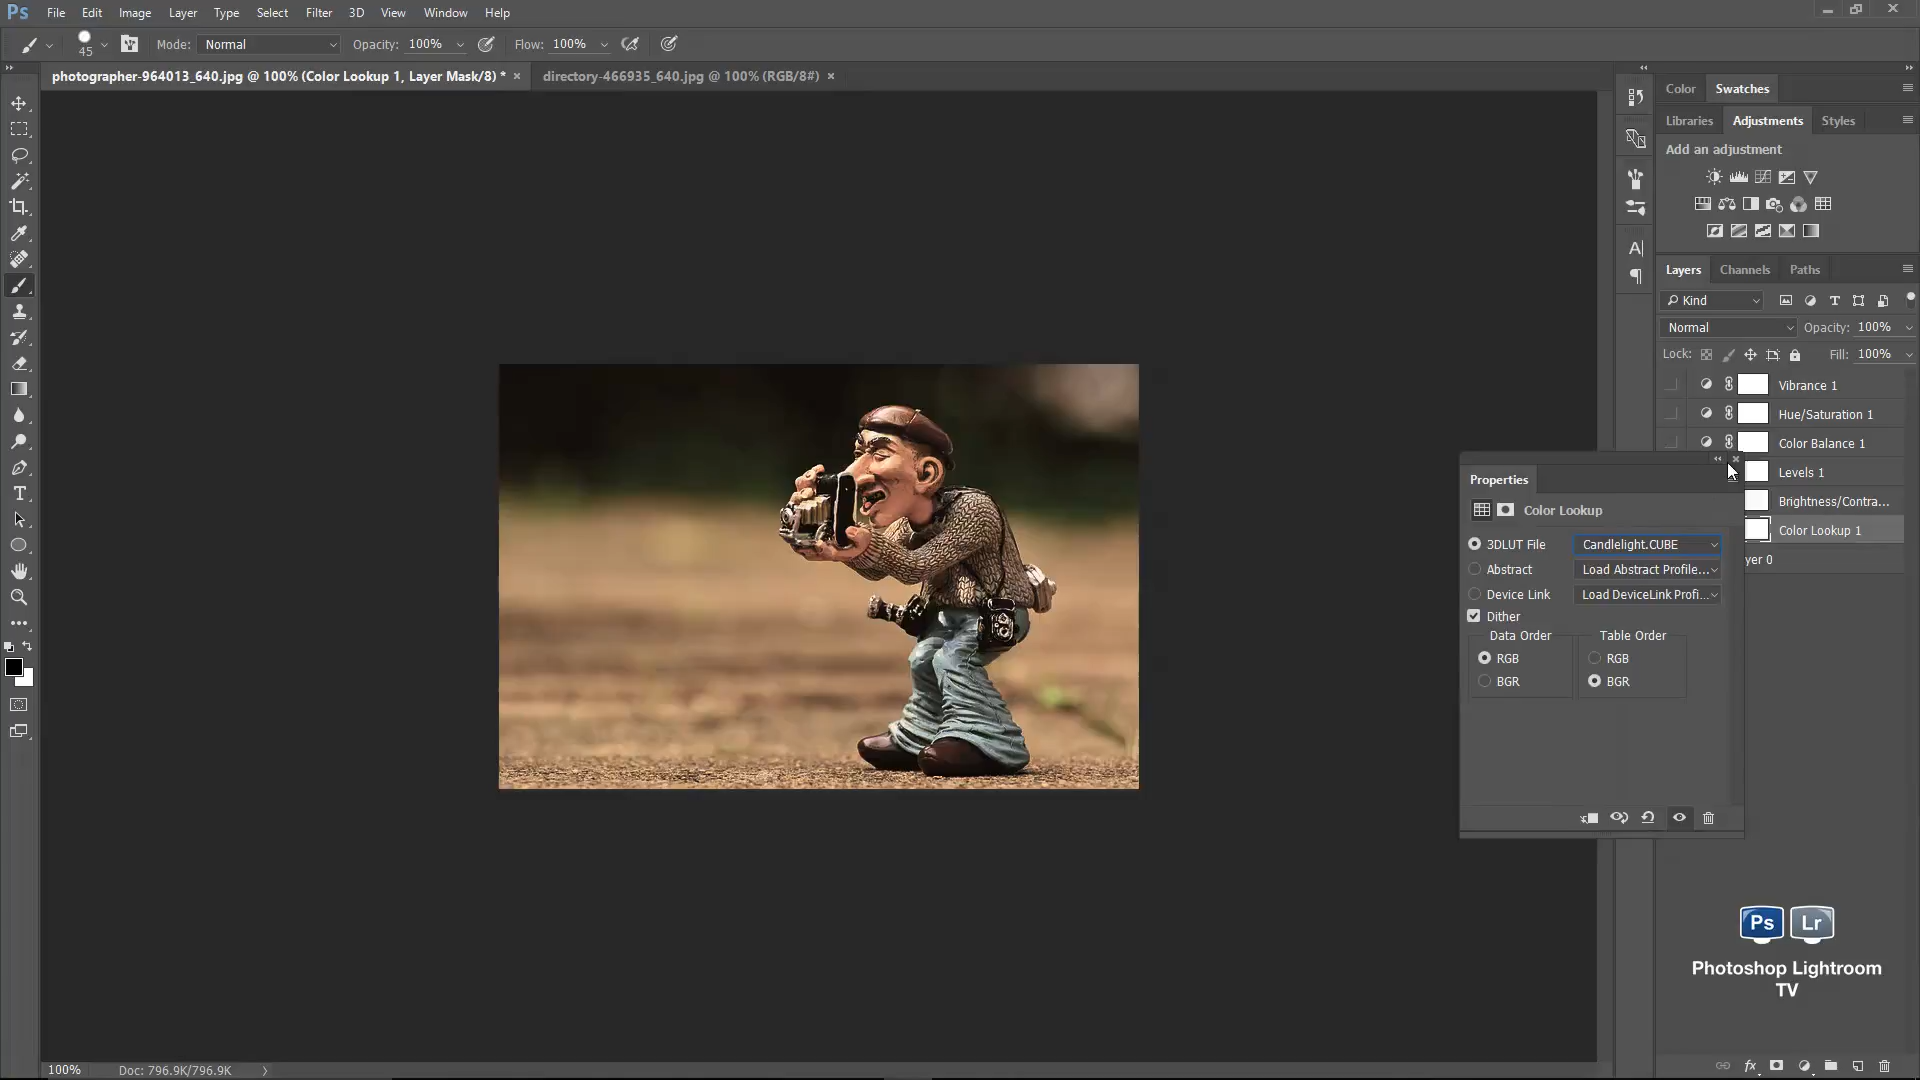 Ps File Edit Image Layer Type Select Filter 3D View Window Help
45 Mode: Normal Opacity: 100% Flow: 100%
photographer-964013_640.jpg @ 100% (Color Lookup 1, Layer Mask/8) * × directory-466935_640.jpg @ 100% (RGB/8#) ×
Color Swatches
Libraries Adjustments Styles
Add an adjustment
Layers Channels Paths
Kind
Normal Opacity: 100%
Lock: Fill: 100%
Vibrance 1
Hue/Saturation 1
Color Balance 1
Levels 1
Brightness/Contra...
Color Lookup 1
yer 0
Properties
Color Lookup
3DLUT File Candlelight.CUBE
Abstract Load Abstract Profile...
Device Link Load DeviceLink Profi...
Dither
Data Order Table Order
RGB RGB
BGR BGR
Ps Lr
Photoshop Lightroom
TV
100% Doc: 796.9K/796.9K
fx